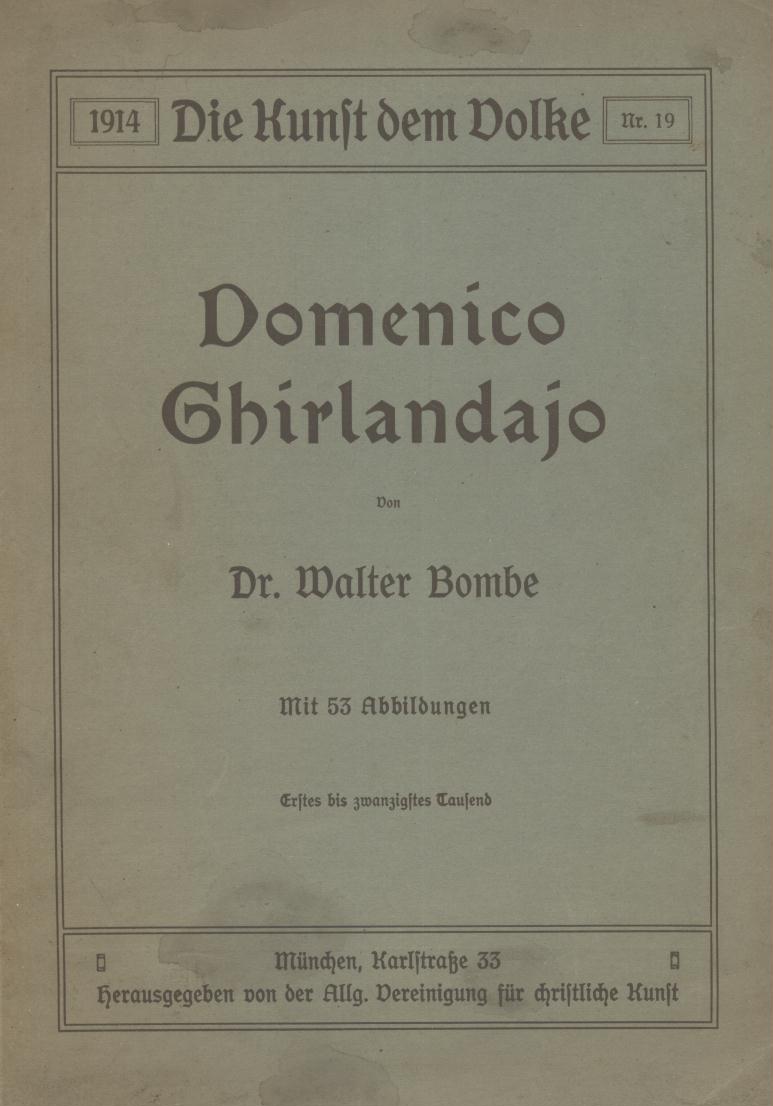 1914 Die Kunſt dem Volke Nr. 19
Domenico
Ghirlandajo
Von
Dr. Walter Bombe
Mit 53 Abbildungen
Erſtes bis zwanzigſtes Tauſend
München, Karlſtraße 33
Herausgegeben von der Allg. Vereinigung für chriſtliche Kunſt